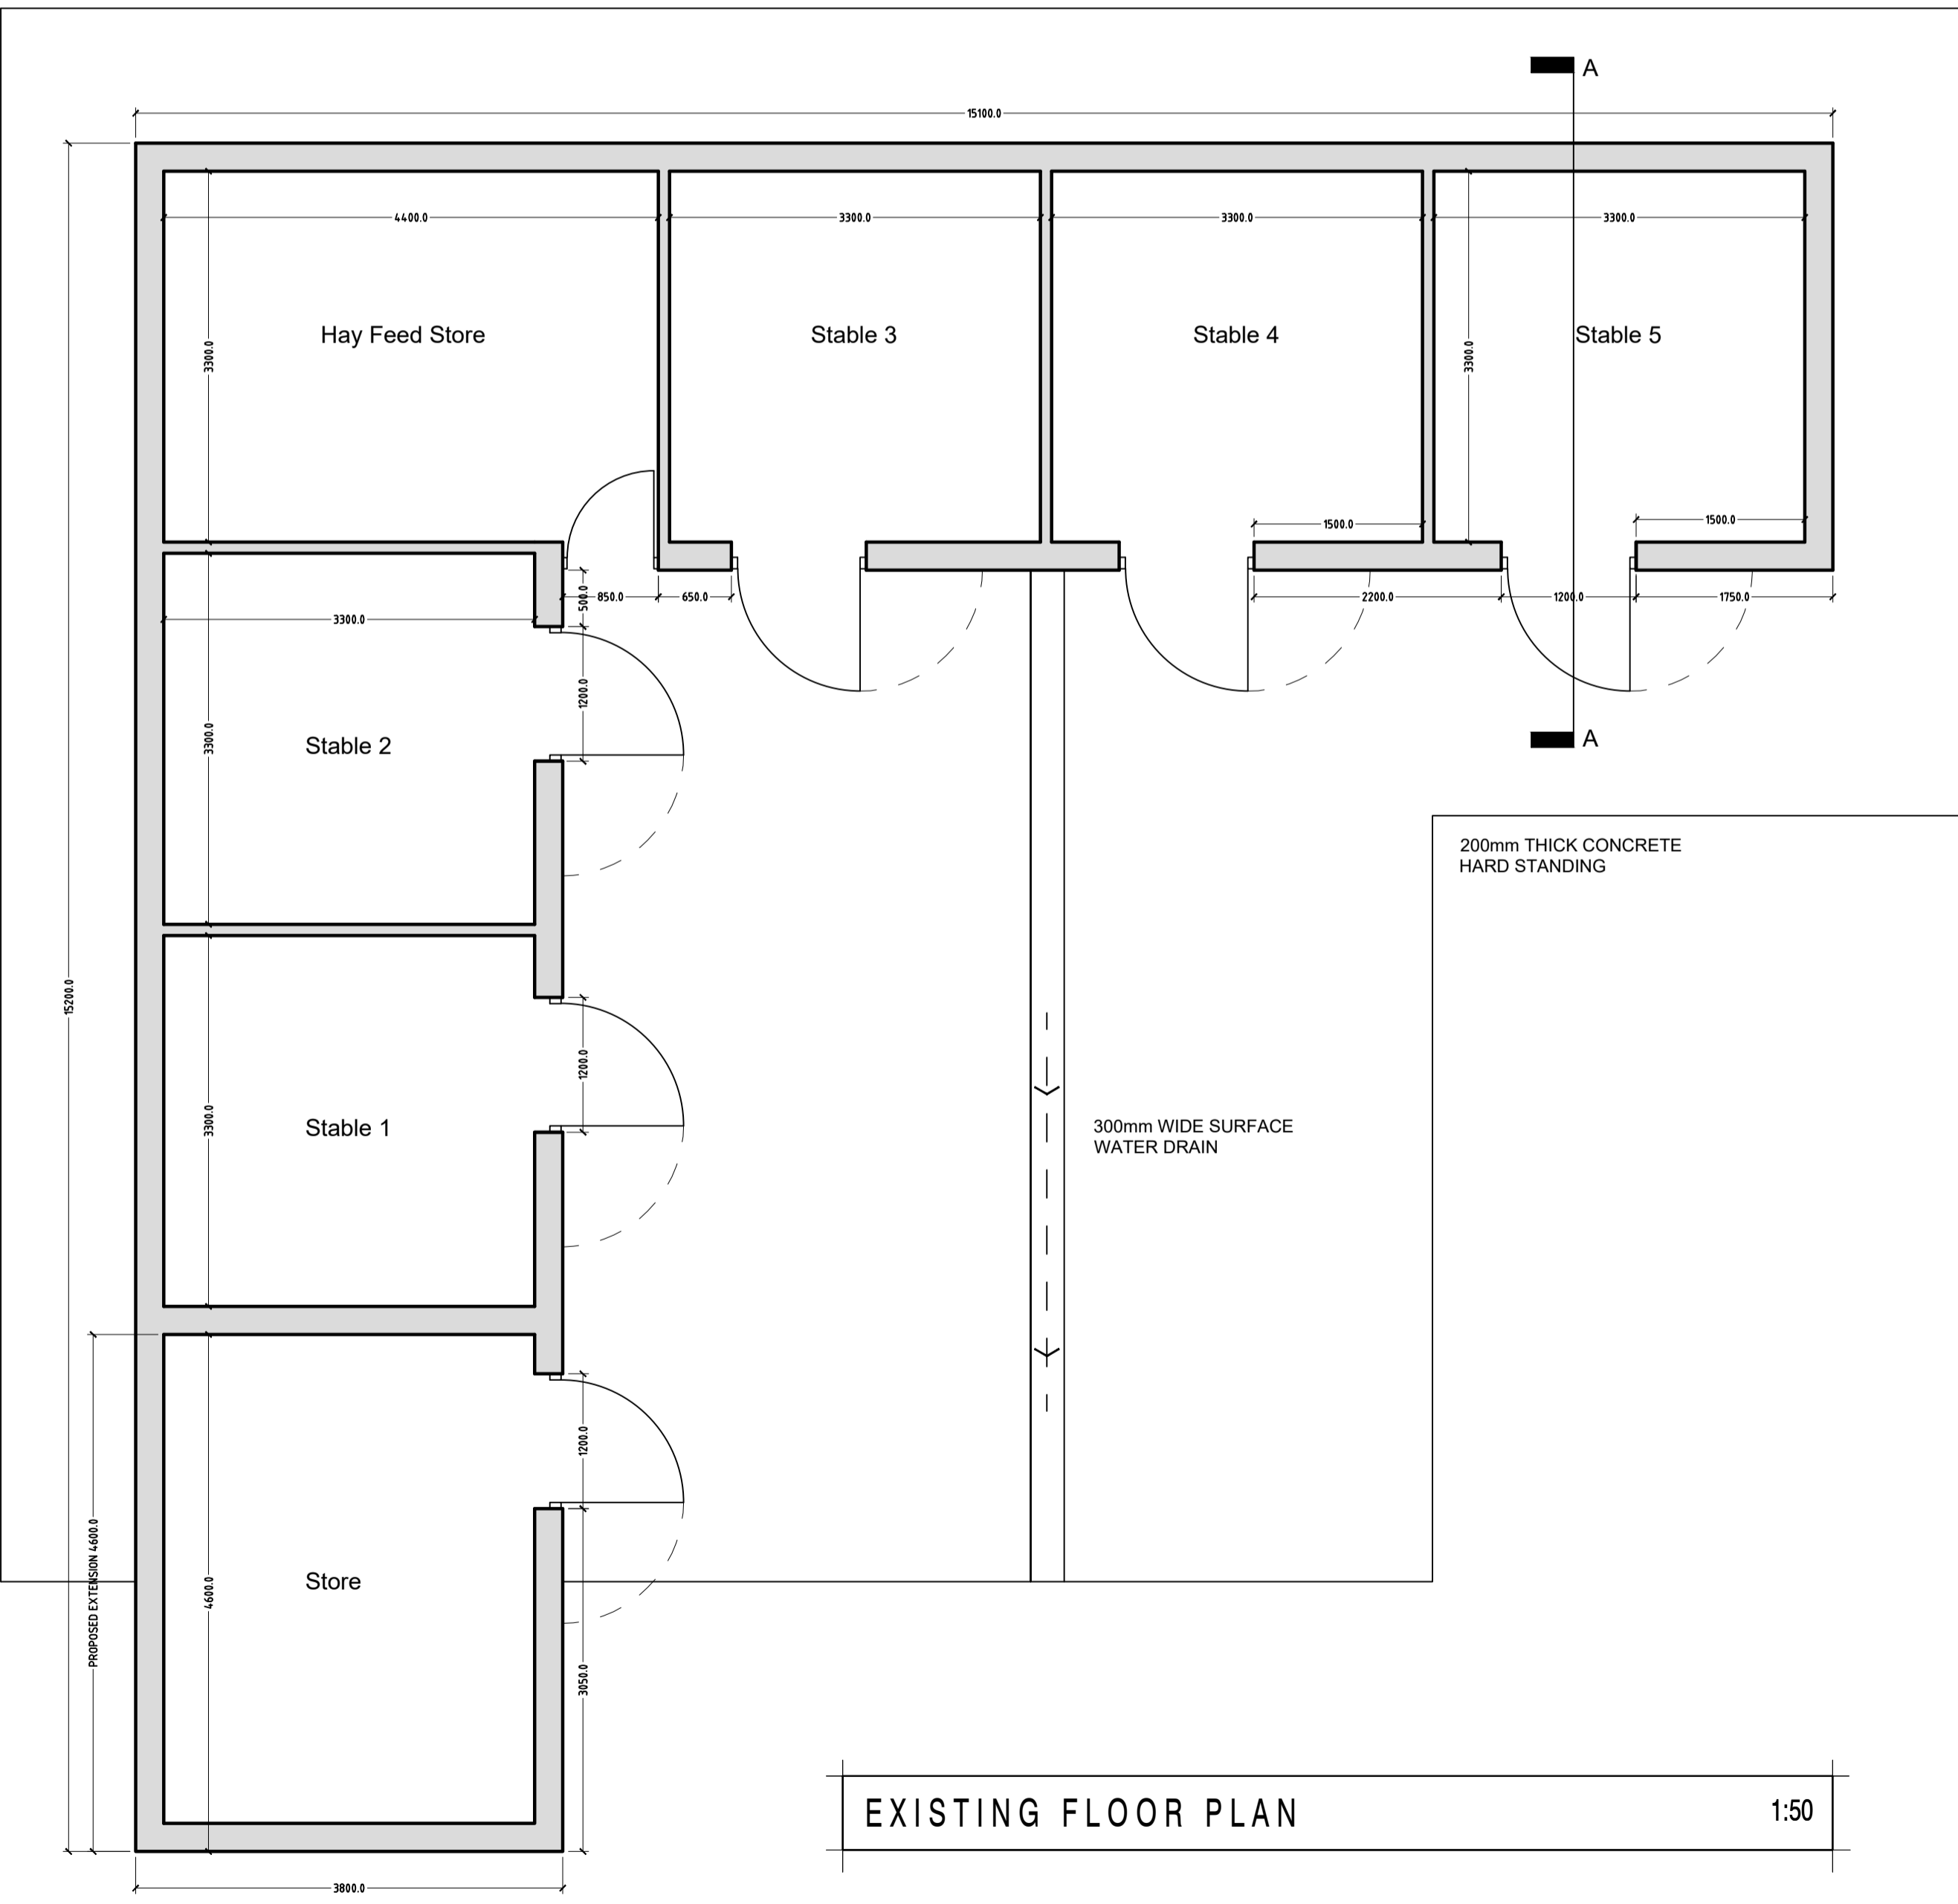 A
15100.0
4400.0
3300.0
3300.0
3300.0
Hay Feed Store
Stable 3
Stable 4
Stable 5
3300.0
3300.0
1500.0
1500.0
500.0
850.0
650.0
2200.0
1200.0
1750.0
3300.0
1200.0
Stable 2
3300.0
A
200mm THICK CONCRETE
HARD STANDING
15200.0
1200.0
Stable 1
3300.0
300mm WIDE SURFACE
WATER DRAIN
1200.0
PROPOSED EXTENSION 4600.0
4600.0
Store
3050.0
EXISTING FLOOR PLAN
1:50
3800.0